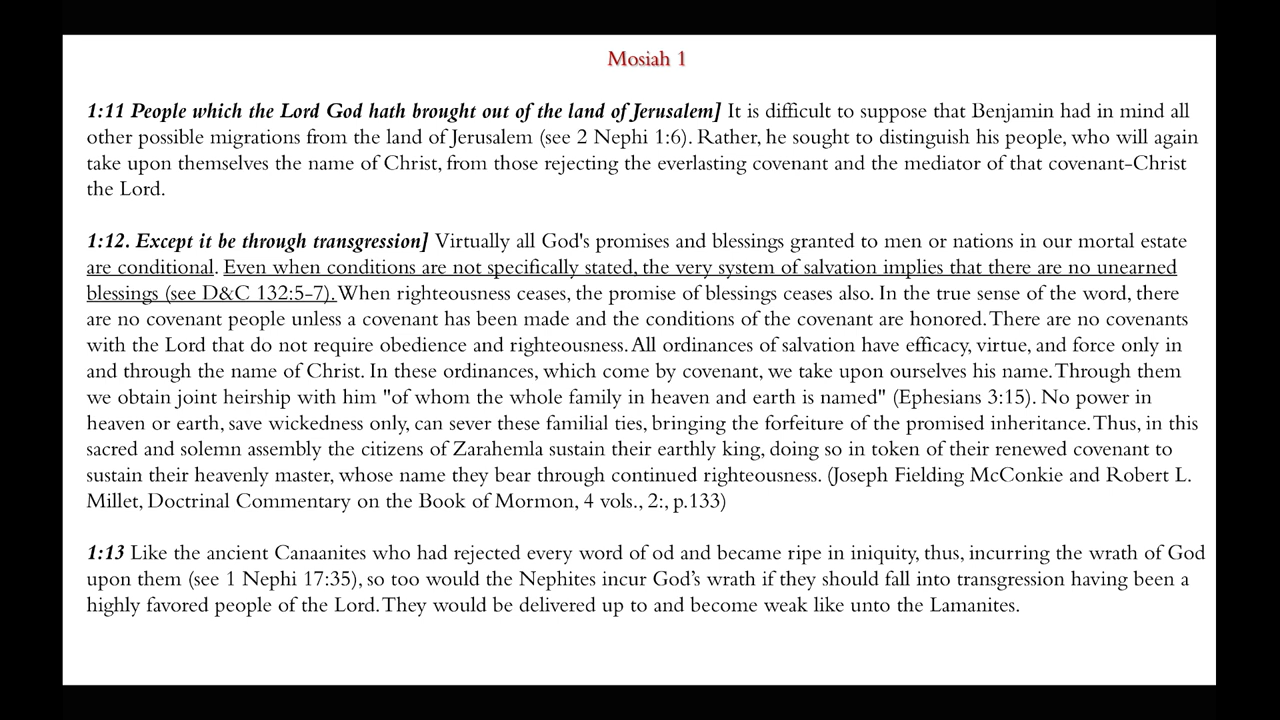 Mosiah 1
1:11 People which the Lord God hath brought out of the land of Jerusalem] It is difficult to suppose that Benjamin had in mind all
other possible migrations from the land of Jerusalem (see 2 Nephi 1:6). Rather, he sought to distinguish his people, who will again
take upon themselves the name of Christ, from those rejecting the everlasting covenant and the mediator of that covenant-Christ
the Lord.
1:12. Except it be through transgression] Virtually all God's promises and blessings granted to men or nations in our mortal estate
are conditional. Even when conditions are not specifically stated, the very system of salvation implies that there are no unearned
blessings (see D&C 132:5-7). When righteousness ceases, the promise of blessings ceases also. In the true sense of the word, there
are no covenant people unless a covenant has been made and the conditions of the covenant are honored. There are no covenants
with the Lord that do not require obedience and righteousness. All ordinances of salvation have efficacy, virtue, and force only in
and through the name of Christ. In these ordinances, which come by covenant, we take upon ourselves his name. Through them
we obtain joint heirship with him "of whom the whole family in heaven and earth is named" (Ephesians 3:15). No power in
heaven or earth, save wickedness only, can sever these familial ties, bringing the forfeiture of the promised inheritance. Thus, in this
sacred and solemn assembly the citizens of Zarahemla sustain their earthly king, doing so in token of their renewed covenant to
sustain their heavenly master, whose name they bear through continued righteousness. (Joseph Fielding McConkie and Robert L.
Millet, Doctrinal Commentary on the Book of Mormon, 4 vols., 2:, p.133)
1:13 Like the ancient Canaanites who had rejected every word of od and became ripe in iniquity, thus, incurring the wrath of God
upon them (see 1 Nephi 17:35), so too would the Nephites incur God’s wrath if they should fall into transgression having been a
highly favored people of the Lord. They would be delivered up to and become weak like unto the Lamanites.